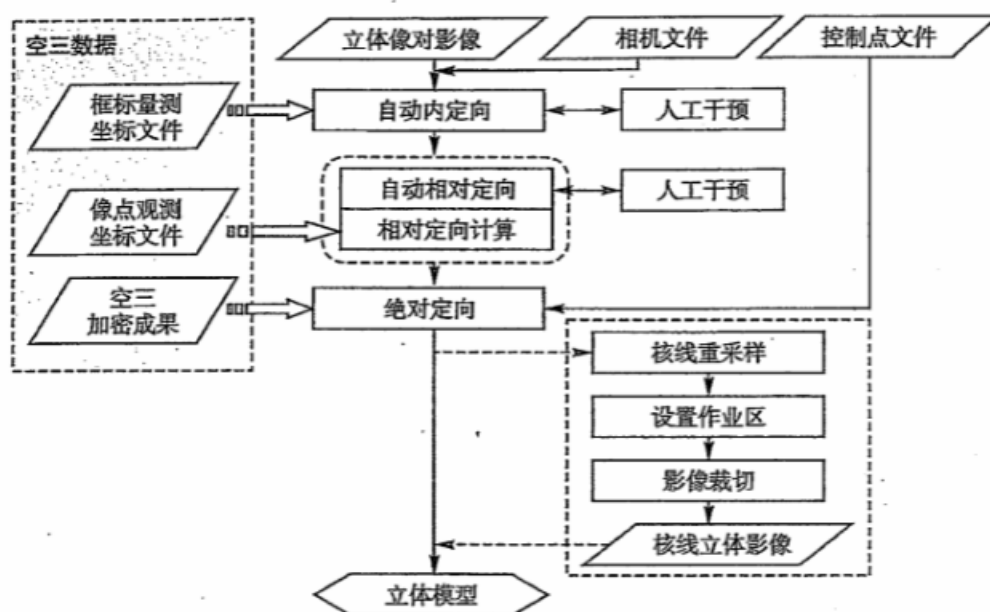 空三数据
立体像对影像
相机文件
控制点文件
框标量测
坐标文件
自动内定向
人工干预
自动相对定向
人工干预
像点观测
坐标文件
相对定向计算
空三
加密成果
绝对定向
核线重采样
设置作业区
影像裁切
核线立体影像
立体模型